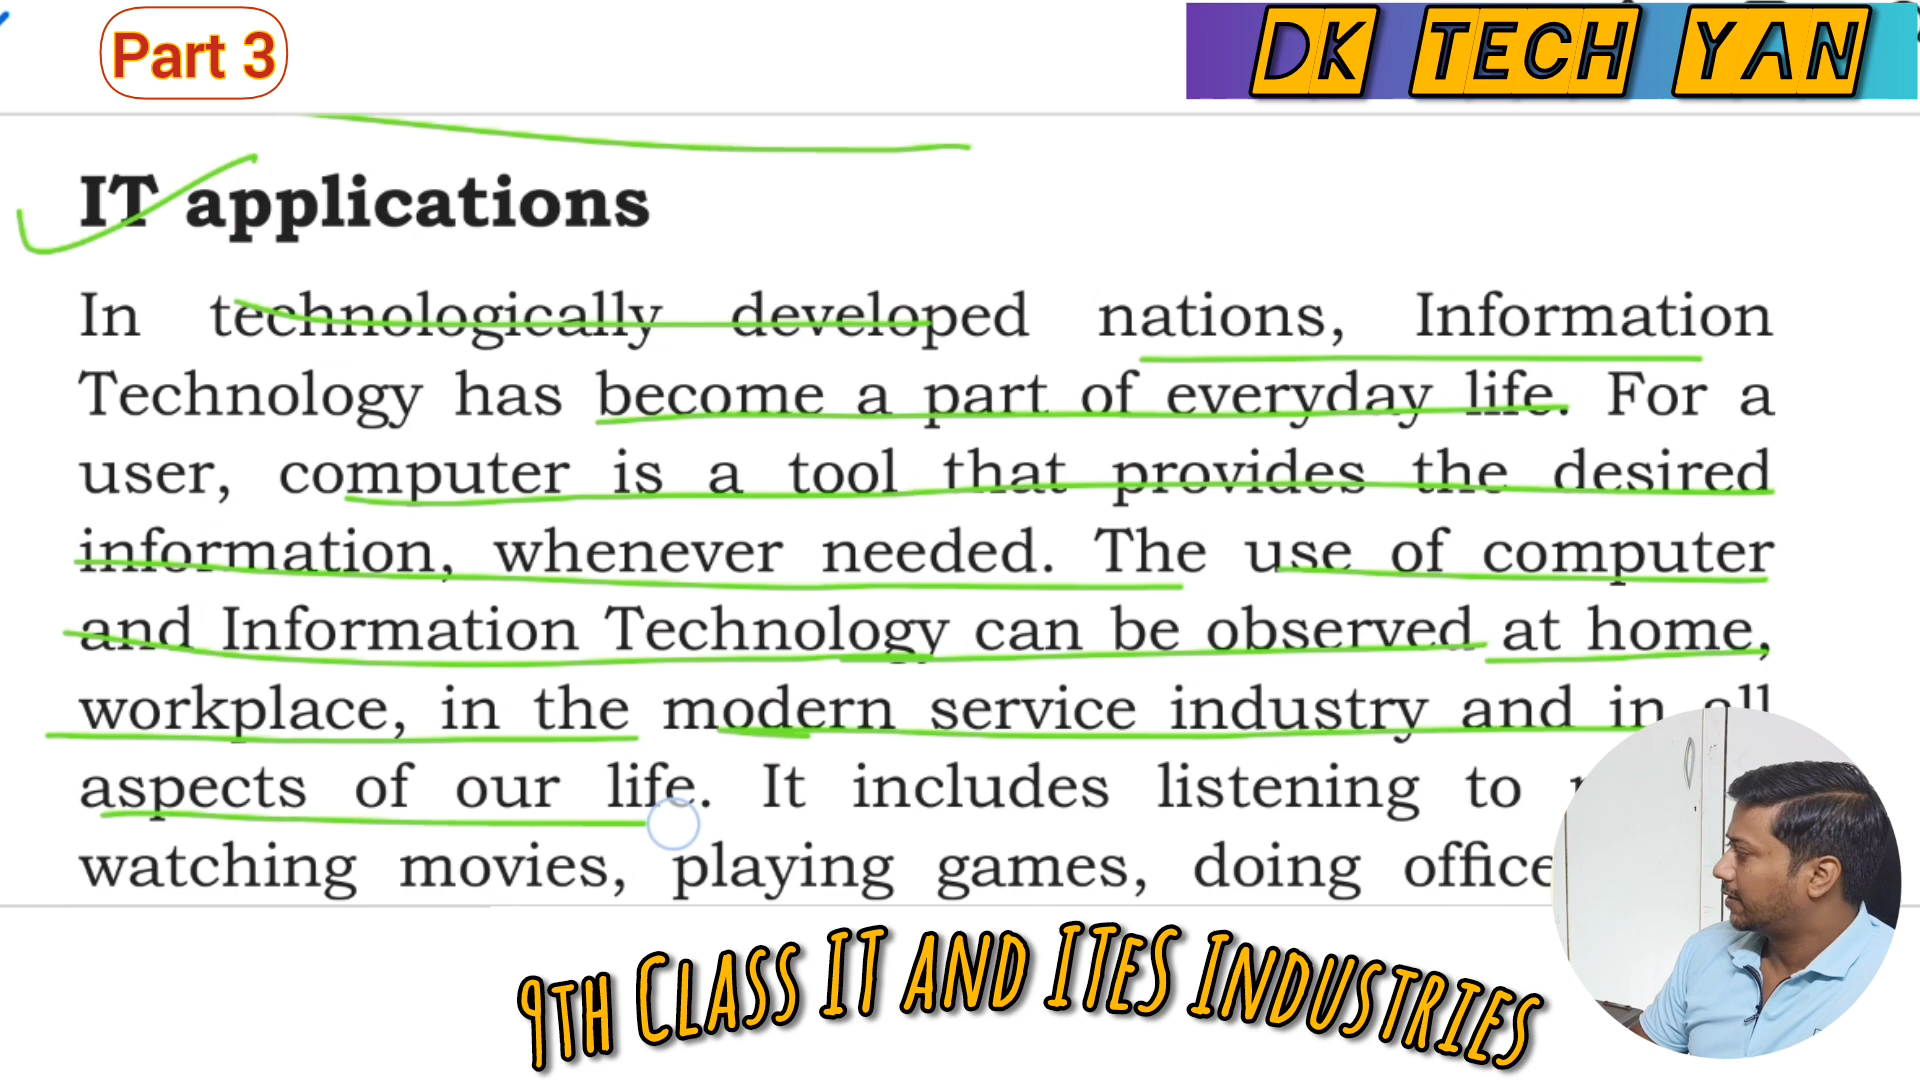 Part 3
DK TECH YAN
IT applications
In technologically developed nations, Information
Technology has become a part of everyday life. For a
user, computer is a tool that provides the desired
information, whenever needed. The use of computer
and Information Technology can be observed at home,
workplace, in the modern service industry and in all
aspects of our life. It includes listening to
watching movies, playing games, doing office
9th Class IT and ITeS Industries